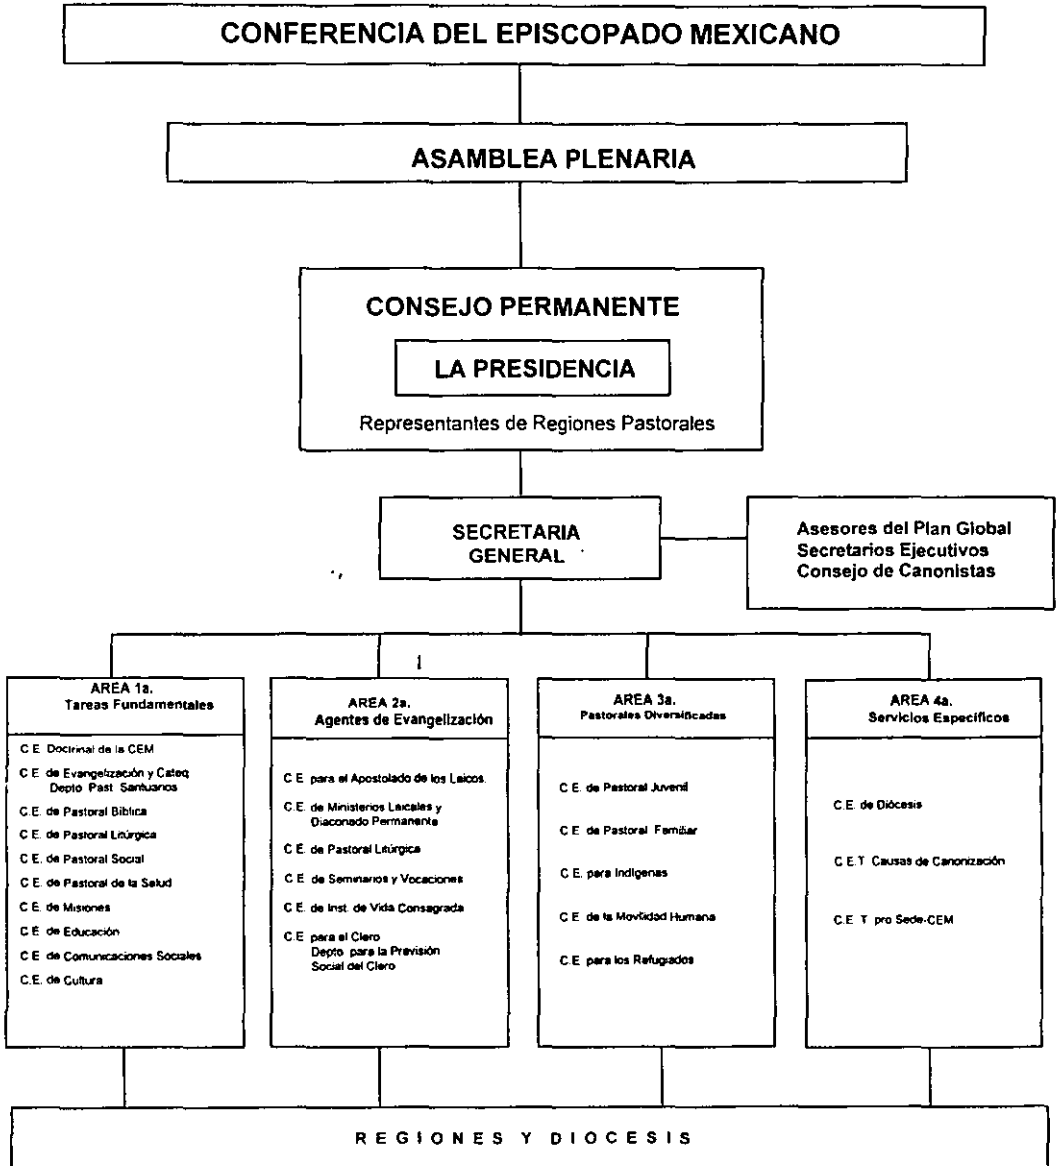 CONFERENCIA DEL EPISCOPADO MEXICANO
ASAMBLEA PLENARIA
CONSEJO PERMANENTE
LA PRESIDENCIA
Representantes de Regiones Pastorales
SECRETARIA
GENERAL
Asesores del Plan Global
Secretarios Ejecutivos
Consejo de Canonistas
AREA 1a.
Tareas Fundamentales
C E Doctrinal de la CEM
C E de Evangelización y Cateq
Depto Past Santuarios
C.E. de Pastoral Bíblica
C E. de Pastoral Litúrgica
C E. de Pastoral Social
C E. de Pastoral de la Salud
C E. de Misiones
C E de Educación
C E de Comunicaciones Sociales
C.E. de Cultura
AREA 2a.
Agentes de Evangelización
C E para el Apostolado de los Laicos.
C.E. de Ministerios Laicales y
Diaconado Permanente
C E. de Pastoral Litúrgica
C E de Seminarios y Vocaciones
C.E. de Inst. de Vida Consagrada
C.E para el Clero
Depto para la Previsión
Social del Clero
AREA 3a.
Pastorales Diversificadas
C.E. de Pastoral Juvenil
C E de Pastoral Familiar
C E. para Indígenas
C E de la Movilidad Humana
C.E para los Refugiados
AREA 4a.
Servicios Específicos
C.E. de Diócesis
C.E.T Causas de Canonización
C.E T pro Sede-CEM
REGIONES Y DIOCESIS